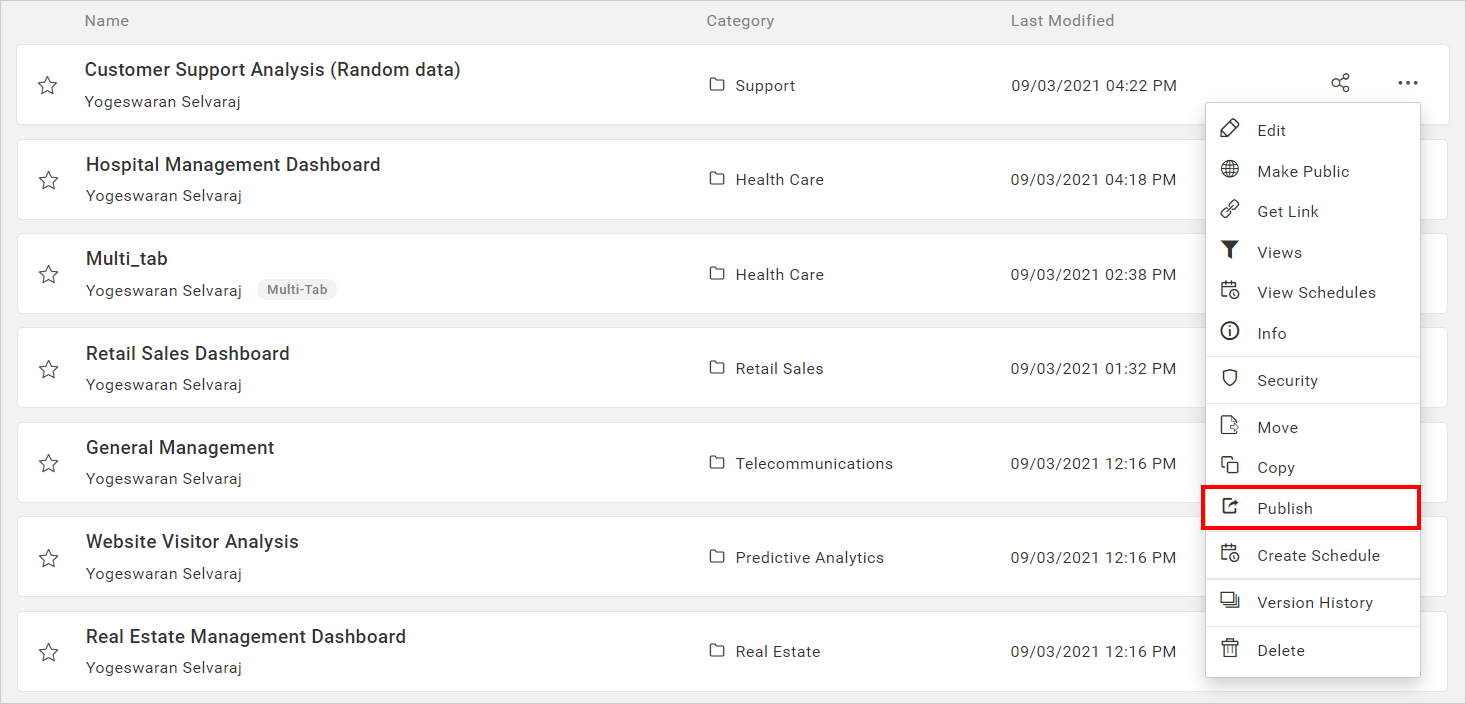 Name Category Last Modified
Customer Support Analysis (Random data)
Yogeswaran Selvaraj
Support 09/03/2021 04:22 PM
Hospital Management Dashboard
Yogeswaran Selvaraj
Health Care 09/03/2021 04:18 PM
Multi_tab
Yogeswaran Selvaraj Multi-Tab
Health Care 09/03/2021 02:38 PM
Retail Sales Dashboard
Yogeswaran Selvaraj
Retail Sales 09/03/2021 01:32 PM
General Management
Yogeswaran Selvaraj
Telecommunications 09/03/2021 12:16 PM
Website Visitor Analysis
Yogeswaran Selvaraj
Predictive Analytics 09/03/2021 12:16 PM
Real Estate Management Dashboard
Yogeswaran Selvaraj
Real Estate 09/03/2021 12:16 PM
Edit
Make Public
Get Link
Views
View Schedules
Info
Security
Move
Copy
Publish
Create Schedule
Version History
Delete